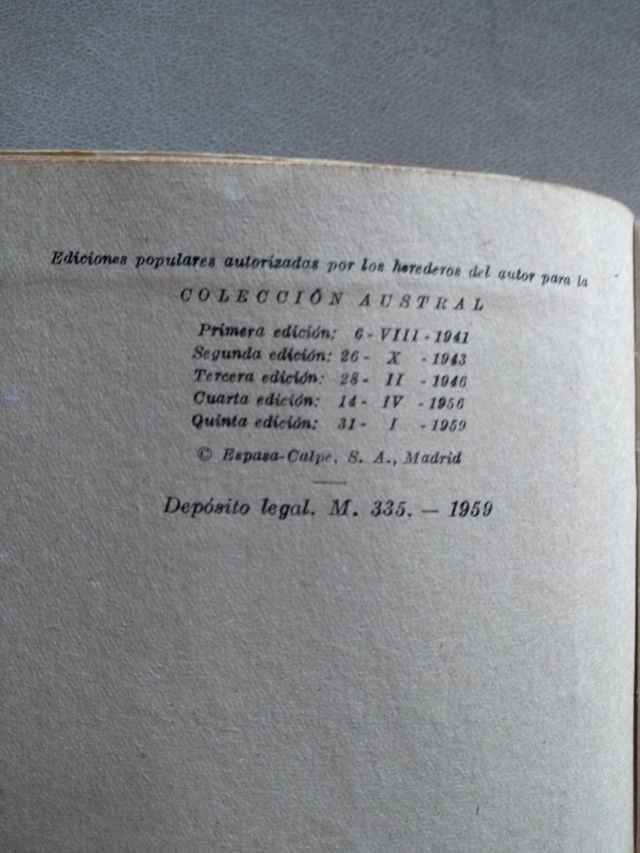 Ediciones populares autorizadas por los herederos del autor para la
COLECCIÓN AUSTRAL
Primera edición: 6 - VIII - 1941
Segunda edición: 26 - X - 1943
Tercera edición: 28 - II - 1946
Cuarta edición: 14 - IV - 1956
Quinta edición: 31 - I - 1959
© Espasa-Calpe, S. A., Madrid
Depósito legal. M. 335. — 1959